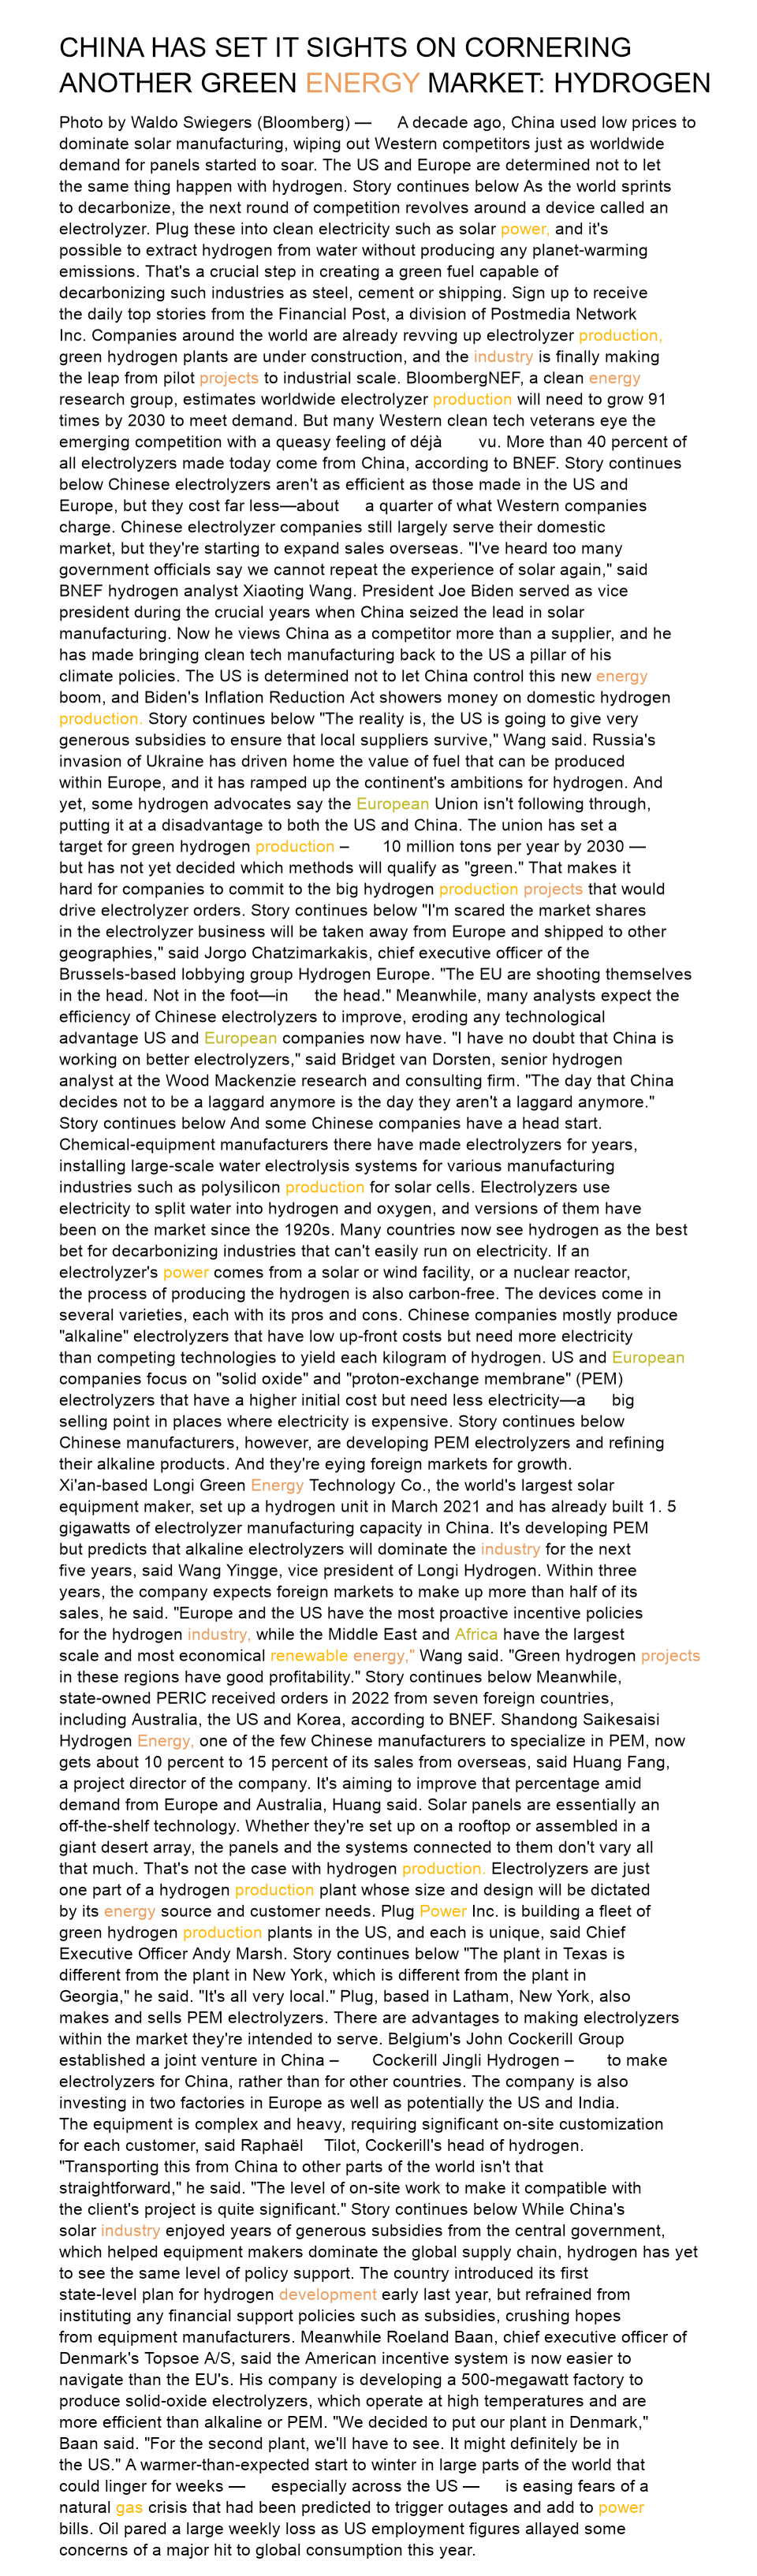 CHINA HAS SET IT SIGHTS ON CORNERING
ANOTHER GREEN ENERGY MARKET: HYDROGEN
Photo by Waldo Swiegers (Bloomberg) — A decade ago, China used low prices to
dominate solar manufacturing, wiping out Western competitors just as worldwide
demand for panels started to soar. The US and Europe are determined not to let
the same thing happen with hydrogen. Story continues below As the world sprints
to decarbonize, the next round of competition revolves around a device called an
electrolyzer. Plug these into clean electricity such as solar power, and it's
possible to extract hydrogen from water without producing any planet-warming
emissions. That's a crucial step in creating a green fuel capable of
decarbonizing such industries as steel, cement or shipping. Sign up to receive
the daily top stories from the Financial Post, a division of Postmedia Network
Inc. Companies around the world are already revving up electrolyzer production,
green hydrogen plants are under construction, and the industry is finally making
the leap from pilot projects to industrial scale. BloombergNEF, a clean energy
research group, estimates worldwide electrolyzer production will need to grow 91
times by 2030 to meet demand. But many Western clean tech veterans eye the
emerging competition with a queasy feeling of déjà vu. More than 40 percent of
all electrolyzers made today come from China, according to BNEF. Story continues
below Chinese electrolyzers aren't as efficient as those made in the US and
Europe, but they cost far less—about a quarter of what Western companies
charge. Chinese electrolyzer companies still largely serve their domestic
market, but they're starting to expand sales overseas. "I've heard too many
government officials say we cannot repeat the experience of solar again," said
BNEF hydrogen analyst Xiaoting Wang. President Joe Biden served as vice
president during the crucial years when China seized the lead in solar
manufacturing. Now he views China as a competitor more than a supplier, and he
has made bringing clean tech manufacturing back to the US a pillar of his
climate policies. The US is determined not to let China control this new energy
boom, and Biden's Inflation Reduction Act showers money on domestic hydrogen
production. Story continues below "The reality is, the US is going to give very
generous subsidies to ensure that local suppliers survive," Wang said. Russia's
invasion of Ukraine has driven home the value of fuel that can be produced
within Europe, and it has ramped up the continent's ambitions for hydrogen. And
yet, some hydrogen advocates say the European Union isn't following through,
putting it at a disadvantage to both the US and China. The union has set a
target for green hydrogen production – 10 million tons per year by 2030 —
but has not yet decided which methods will qualify as "green." That makes it
hard for companies to commit to the big hydrogen production projects that would
drive electrolyzer orders. Story continues below "I'm scared the market shares
in the electrolyzer business will be taken away from Europe and shipped to other
geographies," said Jorgo Chatzimarkakis, chief executive officer of the
Brussels-based lobbying group Hydrogen Europe. "The EU are shooting themselves
in the head. Not in the foot—in the head." Meanwhile, many analysts expect the
efficiency of Chinese electrolyzers to improve, eroding any technological
advantage US and European companies now have. "I have no doubt that China is
working on better electrolyzers," said Bridget van Dorsten, senior hydrogen
analyst at the Wood Mackenzie research and consulting firm. "The day that China
decides not to be a laggard anymore is the day they aren't a laggard anymore."
Story continues below And some Chinese companies have a head start.
Chemical-equipment manufacturers there have made electrolyzers for years,
installing large-scale water electrolysis systems for various manufacturing
industries such as polysilicon production for solar cells. Electrolyzers use
electricity to split water into hydrogen and oxygen, and versions of them have
been on the market since the 1920s. Many countries now see hydrogen as the best
bet for decarbonizing industries that can't easily run on electricity. If an
electrolyzer's power comes from a solar or wind facility, or a nuclear reactor,
the process of producing the hydrogen is also carbon-free. The devices come in
several varieties, each with its pros and cons. Chinese companies mostly produce
"alkaline" electrolyzers that have low up-front costs but need more electricity
than competing technologies to yield each kilogram of hydrogen. US and European
companies focus on "solid oxide" and "proton-exchange membrane" (PEM)
electrolyzers that have a higher initial cost but need less electricity—a big
selling point in places where electricity is expensive. Story continues below
Chinese manufacturers, however, are developing PEM electrolyzers and refining
their alkaline products. And they're eying foreign markets for growth.
Xi'an-based Longi Green Energy Technology Co., the world's largest solar
equipment maker, set up a hydrogen unit in March 2021 and has already built 1. 5
gigawatts of electrolyzer manufacturing capacity in China. It's developing PEM
but predicts that alkaline electrolyzers will dominate the industry for the next
five years, said Wang Yingge, vice president of Longi Hydrogen. Within three
years, the company expects foreign markets to make up more than half of its
sales, he said. "Europe and the US have the most proactive incentive policies
for the hydrogen industry, while the Middle East and Africa have the largest
scale and most economical renewable energy," Wang said. "Green hydrogen projects
in these regions have good profitability." Story continues below Meanwhile,
state-owned PERIC received orders in 2022 from seven foreign countries,
including Australia, the US and Korea, according to BNEF. Shandong Saikesaisi
Hydrogen Energy, one of the few Chinese manufacturers to specialize in PEM, now
gets about 10 percent to 15 percent of its sales from overseas, said Huang Fang,
a project director of the company. It's aiming to improve that percentage amid
demand from Europe and Australia, Huang said. Solar panels are essentially an
off-the-shelf technology. Whether they're set up on a rooftop or assembled in a
giant desert array, the panels and the systems connected to them don't vary all
that much. That's not the case with hydrogen production. Electrolyzers are just
one part of a hydrogen production plant whose size and design will be dictated
by its energy source and customer needs. Plug Power Inc. is building a fleet of
green hydrogen production plants in the US, and each is unique, said Chief
Executive Officer Andy Marsh. Story continues below "The plant in Texas is
different from the plant in New York, which is different from the plant in
Georgia," he said. "It's all very local." Plug, based in Latham, New York, also
makes and sells PEM electrolyzers. There are advantages to making electrolyzers
within the market they're intended to serve. Belgium's John Cockerill Group
established a joint venture in China – Cockerill Jingli Hydrogen – to make
electrolyzers for China, rather than for other countries. The company is also
investing in two factories in Europe as well as potentially the US and India.
The equipment is complex and heavy, requiring significant on-site customization
for each customer, said Raphaël Tilot, Cockerill's head of hydrogen.
"Transporting this from China to other parts of the world isn't that
straightforward," he said. "The level of on-site work to make it compatible with
the client's project is quite significant." Story continues below While China's
solar industry enjoyed years of generous subsidies from the central government,
which helped equipment makers dominate the global supply chain, hydrogen has yet
to see the same level of policy support. The country introduced its first
state-level plan for hydrogen development early last year, but refrained from
instituting any financial support policies such as subsidies, crushing hopes
from equipment manufacturers. Meanwhile Roeland Baan, chief executive officer of
Denmark's Topsoe A/S, said the American incentive system is now easier to
navigate than the EU's. His company is developing a 500-megawatt factory to
produce solid-oxide electrolyzers, which operate at high temperatures and are
more efficient than alkaline or PEM. "We decided to put our plant in Denmark,"
Baan said. "For the second plant, we'll have to see. It might definitely be in
the US." A warmer-than-expected start to winter in large parts of the world that
could linger for weeks — especially across the US — is easing fears of a
natural gas crisis that had been predicted to trigger outages and add to power
bills. Oil pared a large weekly loss as US employment figures allayed some
concerns of a major hit to global consumption this year.